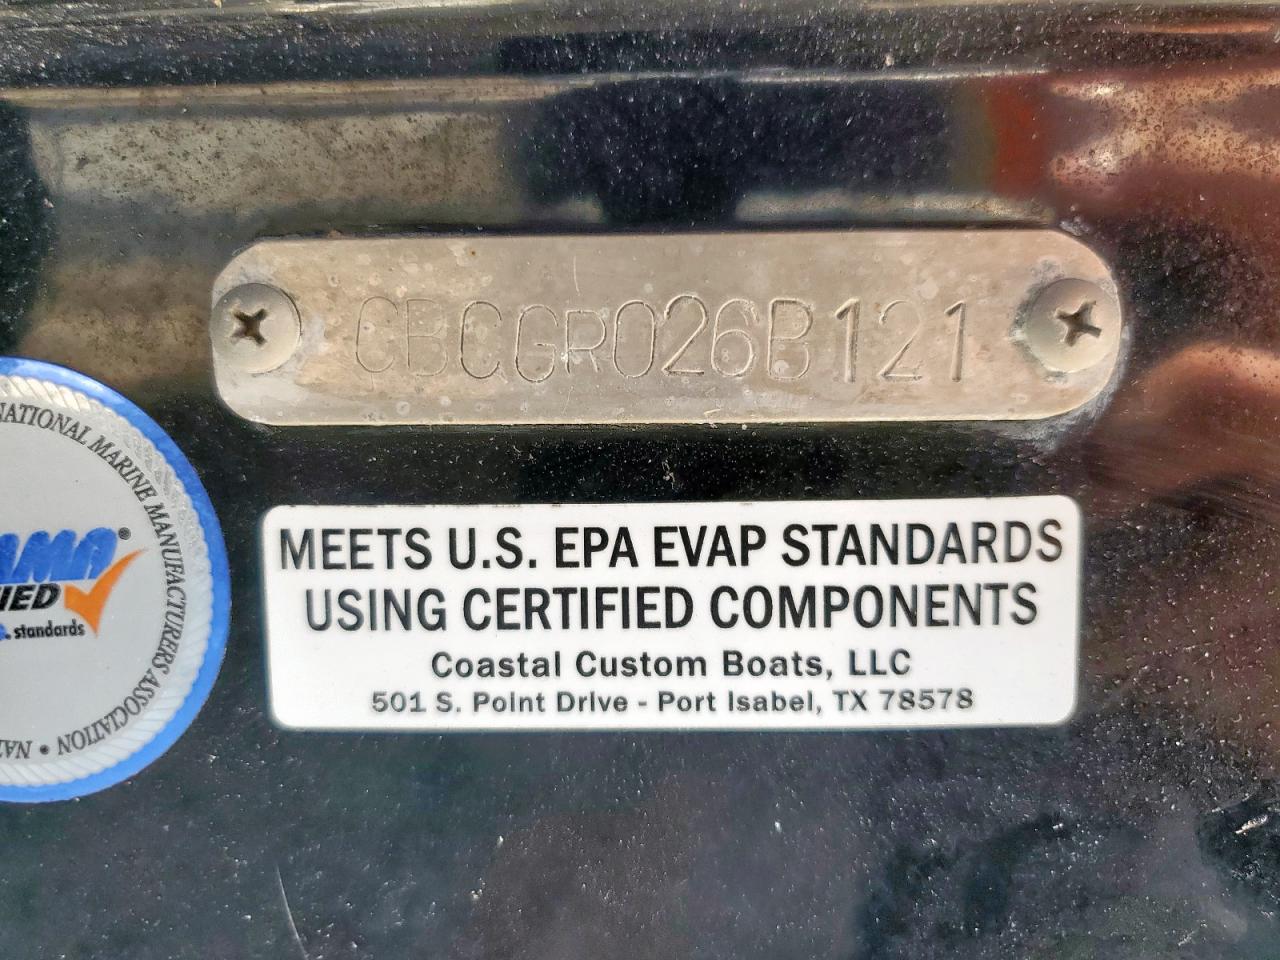 CBCGR026B121
MEETS U.S. EPA EVAP STANDARDS
USING CERTIFIED COMPONENTS
Coastal Custom Boats, LLC
501 S. Point Drive - Port Isabel, TX 78578
NATIONAL MARINE MANUFACTURERS ASSOCIATION •
standards